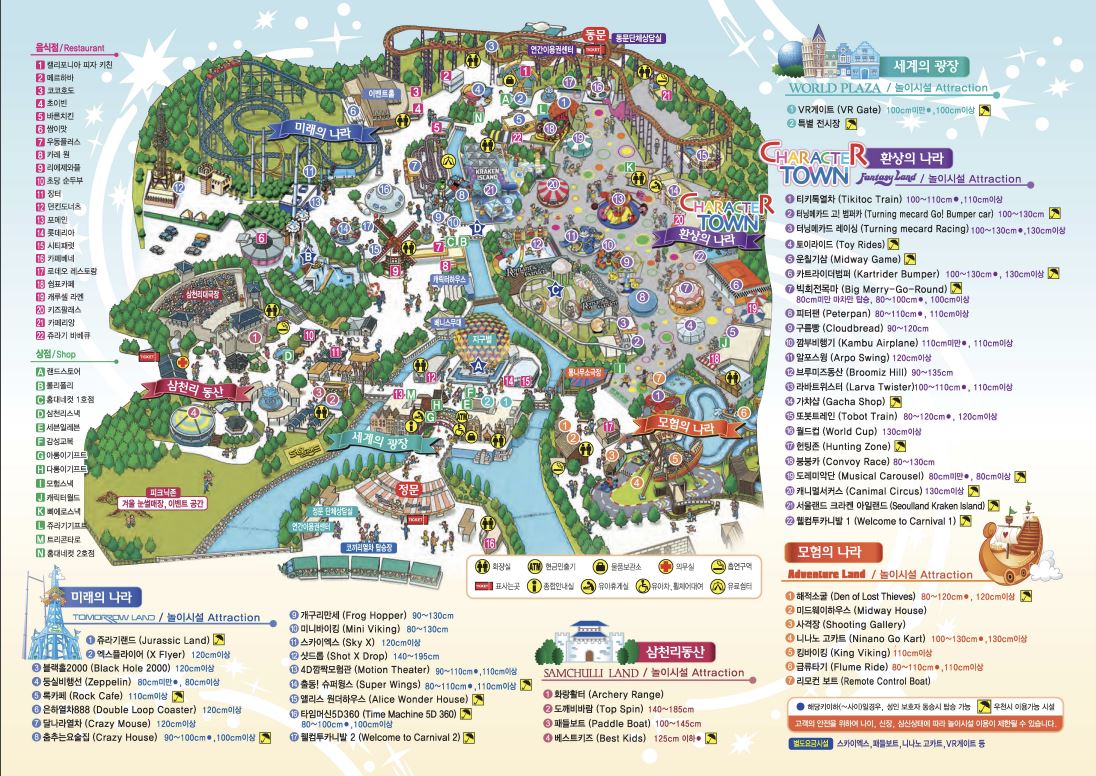 음식점/Restaurant
1 캘리포니아 피자 키친
2 메르하바
3 코코호도
4 초이빈
5 바른치킨
6 쌈이맛
7 우동플러스
8 카레 원
9 리에제와플
10 초당 순두부
11 장터
12 던킨도너츠
13 포메인
14 롯데리아
15 시티패럿
16 카페베네
17 로데오 레스토랑
18 쉼표카페
19 캐루셀 라켄
20 키즈팔래스
21 카페리앙
22 쥬라기 바베큐
상점/Shop
A 랜드스토어
B 롤리폴리
C 홍대네컷 1호점
D 삼천리스낵
E 세븐일레븐
F 감성교복
G 아롱이기프트
H 다롱이기프트
I 모험스낵
J 캐릭터월드
K 삐에로스낵
L 쥬라기기프트
M 트리콘타로
N 홍대네컷 2호점
동문
동문단체상담실
연간이용권센터
TICKET
이벤트홀
미래의 나라
KRAKEN ISLAND
CHARACTER TOWN
환상의 나라
캐릭터하우스
베니스무대
지구별
삼천리대극장
삼천리 동산
통나무소극장
모험의 나라
세계의 광장
피크닉존
겨울 눈썰매장, 이벤트 공간
정문
정문 단체상담실
연간이용권센터
TICKET
코끼리열차 탑승장
화장실
ATM 현금인출기
물품보관소
의무실
흡연구역
TICKET 표사는곳
종합안내실
유아휴게실
유아차, 휠체어대여
유료쉼터
세계의 광장
WORLD PLAZA / 놀이시설 Attraction
1 VR게이트 (VR Gate) 100cm미만●,100cm이상
2 특별 전시장
CHARACTER TOWN 환상의 나라
Fantasy Land / 놀이시설 Attraction
1 티키톡열차 (Tikitoc Train) 100~110cm●,110cm이상
2 터닝메카드 고! 범퍼카 (Turning mecard Go! Bumper car) 100~130cm
3 터닝메카드 레이싱 (Turning mecard Racing) 100~130cm●,130cm이상
4 토이라이드 (Toy Rides)
5 운칠기삼 (Midway Game)
6 카트라이더범퍼 (Kartrider Bumper) 100~130cm●, 130cm이상
7 빅회전목마 (Big Merry-Go-Round)
80cm미만 마차만 탑승, 80~100cm●, 100cm이상
8 피터팬 (Peterpan) 80~110cm●, 110cm이상
9 구름빵 (Cloudbread) 90~120cm
10 깜부비행기 (Kambu Airplane) 110cm미만●, 110cm이상
11 알포스윙 (Arpo Swing) 120cm이상
12 브루미즈동산 (Broomiz Hill) 90~135cm
13 라바트위스터 (Larva Twister)100~110cm●, 110cm이상
14 가챠샵 (Gacha Shop)
15 또봇트레인 (Tobot Train) 80~120cm●, 120cm이상
16 월드컵 (World Cup) 130cm이상
17 헌팅존 (Hunting Zone)
18 붕붕카 (Convoy Race) 80~130cm
19 도레미악단 (Musical Carousel) 80cm미만●, 80cm이상
20 캐니멀서커스 (Canimal Circus) 130cm이상
21 서울랜드 크라켄 아일랜드 (Seoulland Kraken Island)
22 웰컴투카니발 1 (Welcome to Carnival 1)
모험의 나라
Adventure Land / 놀이시설 Attraction
1 해적소굴 (Den of Lost Thieves) 80~120cm●, 120cm이상
2 미드웨이하우스 (Midway House)
3 사격장 (Shooting Gallery)
4 니나노 고카트 (Ninano Go Kart) 100~130cm●,130cm이상
5 킹바이킹 (King Viking) 110cm이상
6 급류타기 (Flume Ride) 80~110cm●, 110cm이상
7 리모컨 보트 (Remote Control Boat)
● 해당키이하(~사이)일경우, 성인 보호자 동승시 탑승 가능 우천시 이용가능 시설
고객의 안전을 위하여 나이, 신장, 심신상태에 따라 놀이시설 이용이 제한될 수 있습니다.
별도요금시설 스카이엑스, 패들보트, 니나노 고카트, VR게이트 등
미래의 나라
TOMORROW LAND / 놀이시설 Attraction
1 쥬라기랜드 (Jurassic Land)
2 엑스플라이어 (X Flyer) 120cm이상
3 블랙홀2000 (Black Hole 2000) 120cm이상
4 둥실비행선 (Zeppelin) 80cm미만●, 80cm이상
5 록카페 (Rock Cafe) 110cm이상
6 은하열차888 (Double Loop Coaster) 120cm이상
7 달나라열차 (Crazy Mouse) 120cm이상
8 춤추는요술집 (Crazy House) 90~100cm●,100cm이상
9 개구리만세 (Frog Hopper) 90~130cm
10 미니바이킹 (Mini Viking) 80~130cm
11 스카이엑스 (Sky X) 120cm이상
12 샷드롭 (Shot X Drop) 140~195cm
13 4D깜짝모험관 (Motion Theater) 90~110cm●,110cm이상
14 출동! 슈퍼윙스 (Super Wings) 80~110cm●,110cm이상
15 앨리스 원더하우스 (Alice Wonder House)
16 타임머신5D360 (Time Machine 5D 360)
80~100cm●, 100cm이상
17 웰컴투카니발 2 (Welcome to Carnival 2)
삼천리동산
SAMCHULLI LAND / 놀이시설 Attraction
1 화랑활터 (Archery Range)
2 도깨비바람 (Top Spin) 140~185cm
3 패들보트 (Paddle Boat) 100~145cm
4 베스트키즈 (Best Kids) 125cm 이하●